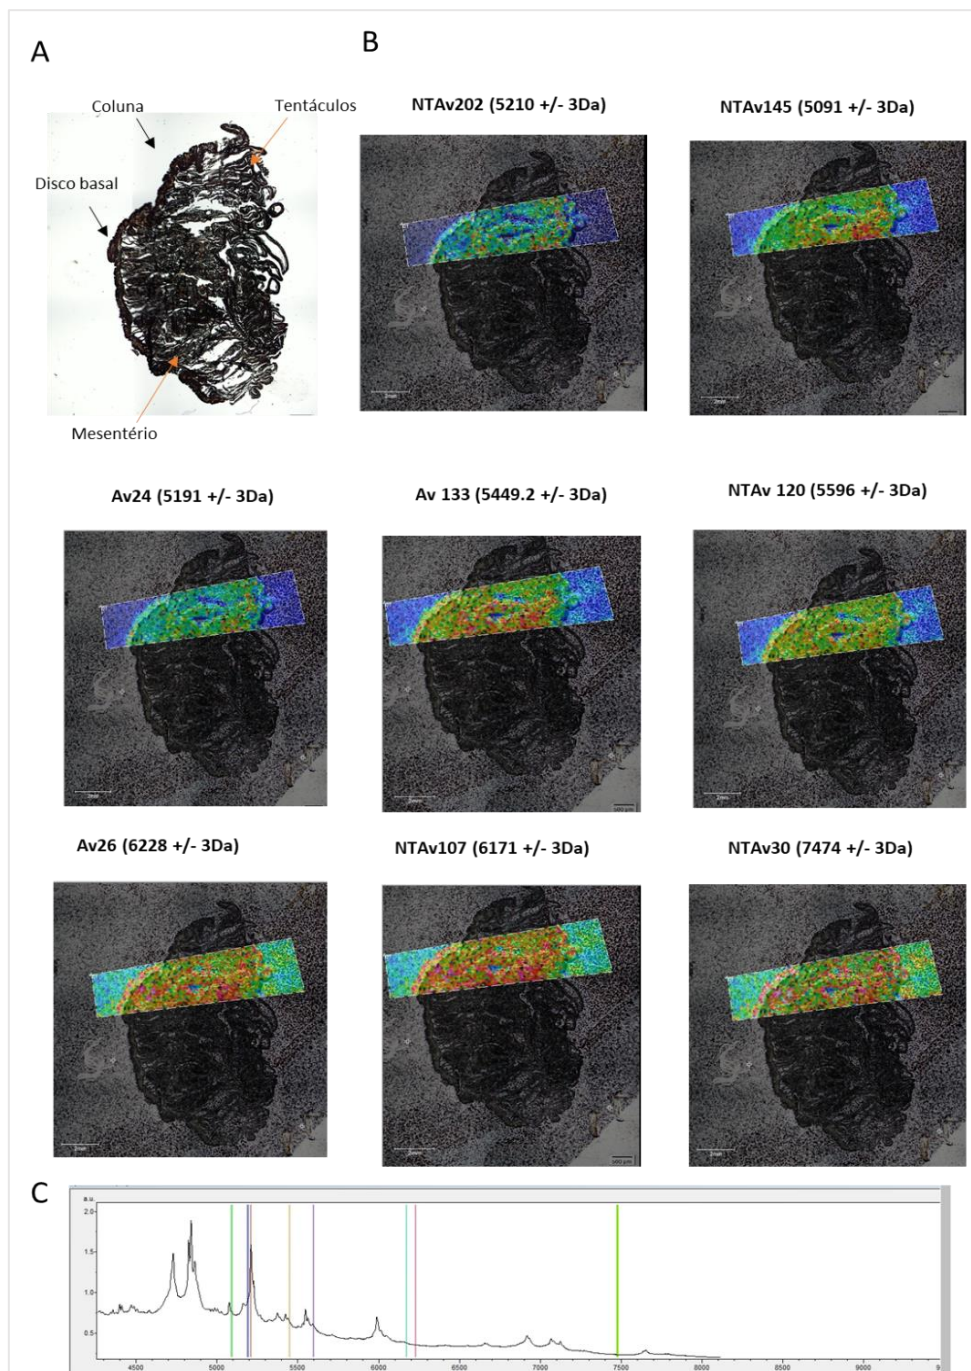 A
B
Coluna
Tentáculos
Disco basal
Mesentério
NTAv202 (5210 +/- 3Da)
NTAv145 (5091 +/- 3Da)
Av24 (5191 +/- 3Da)
Av 133 (5449.2 +/- 3Da)
NTAv 120 (5596 +/- 3Da)
Av26 (6228 +/- 3Da)
NTAv107 (6171 +/- 3Da)
NTAv30 (7474 +/- 3Da)
C
a.u.
2.0
1.5
1.0
0.5
4500 5000 5500 6000 6500 7000 7500 8000 8500 9000